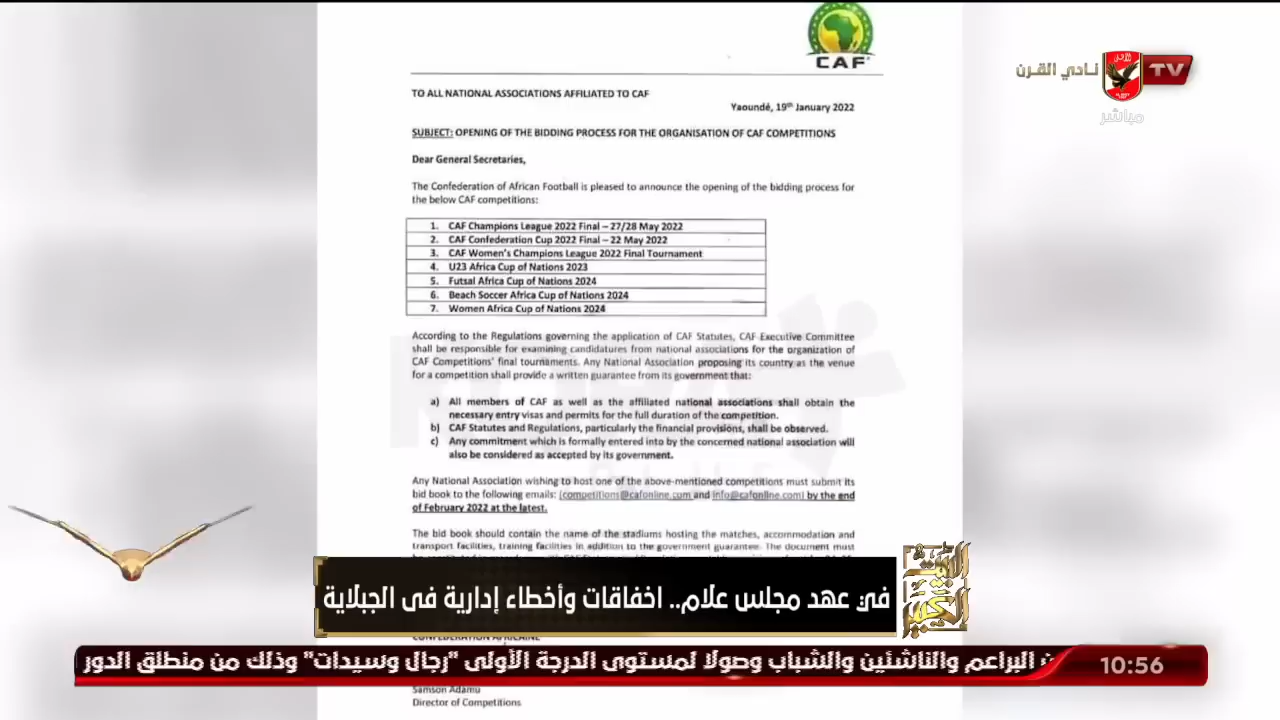 CAF
TO ALL NATIONAL ASSOCIATIONS AFFILIATED TO CAF
Yaoundé, 19th January 2022
SUBJECT: OPENING OF THE BIDDING PROCESS FOR THE ORGANISATION OF CAF COMPETITIONS
Dear General Secretaries,
The Confederation of African Football is pleased to announce the opening of the bidding process for
the below CAF competitions:
1. CAF Champions League 2022 Final – 27/28 May 2022
2. CAF Confederation Cup 2022 Final – 22 May 2022
3. CAF Women's Champions League 2022 Final Tournament
4. U23 Africa Cup of Nations 2023
5. Futsal Africa Cup of Nations 2024
6. Beach Soccer Africa Cup of Nations 2024
7. Women Africa Cup of Nations 2024
According to the Regulations governing the application of CAF Statutes, CAF Executive Committee
shall be responsible for examining candidatures from national associations for the organization of
CAF Competitions' final tournaments. Any National Association proposing its country as the venue
for a competition shall provide a written guarantee from its government that:
a) All members of CAF as well as the affiliated national associations shall obtain the
necessary entry visas and permits for the full duration of the competition.
b) CAF Statutes and Regulations, particularly the financial provisions, shall be observed.
c) Any commitment which is formally entered into by the concerned national association will
also be considered as accepted by its government.
Any National Association wishing to host one of the above-mentioned competitions must submit its
bid book to the following emails: (competitions@cafonline.com and info@cafonline.com) by the end
of February 2022 at the latest.
The bid book should contain the name of the stadiums hosting the matches, accommodation and
transport facilities, training facilities in addition to the government guarantee. The document must
نادي القرن
TV
مباشر
في عهد مجلس علام.. اخفاقات وأخطاء إدارية فى الجبلاية
CONFEDERATION AFRICAINE
البراعم والناشئين والشباب وصولا لمستوى الدرجة الأولى "رجال وسيدات" وذلك من منطلق الدور
10:56
Samson Adamu
Director of Competitions